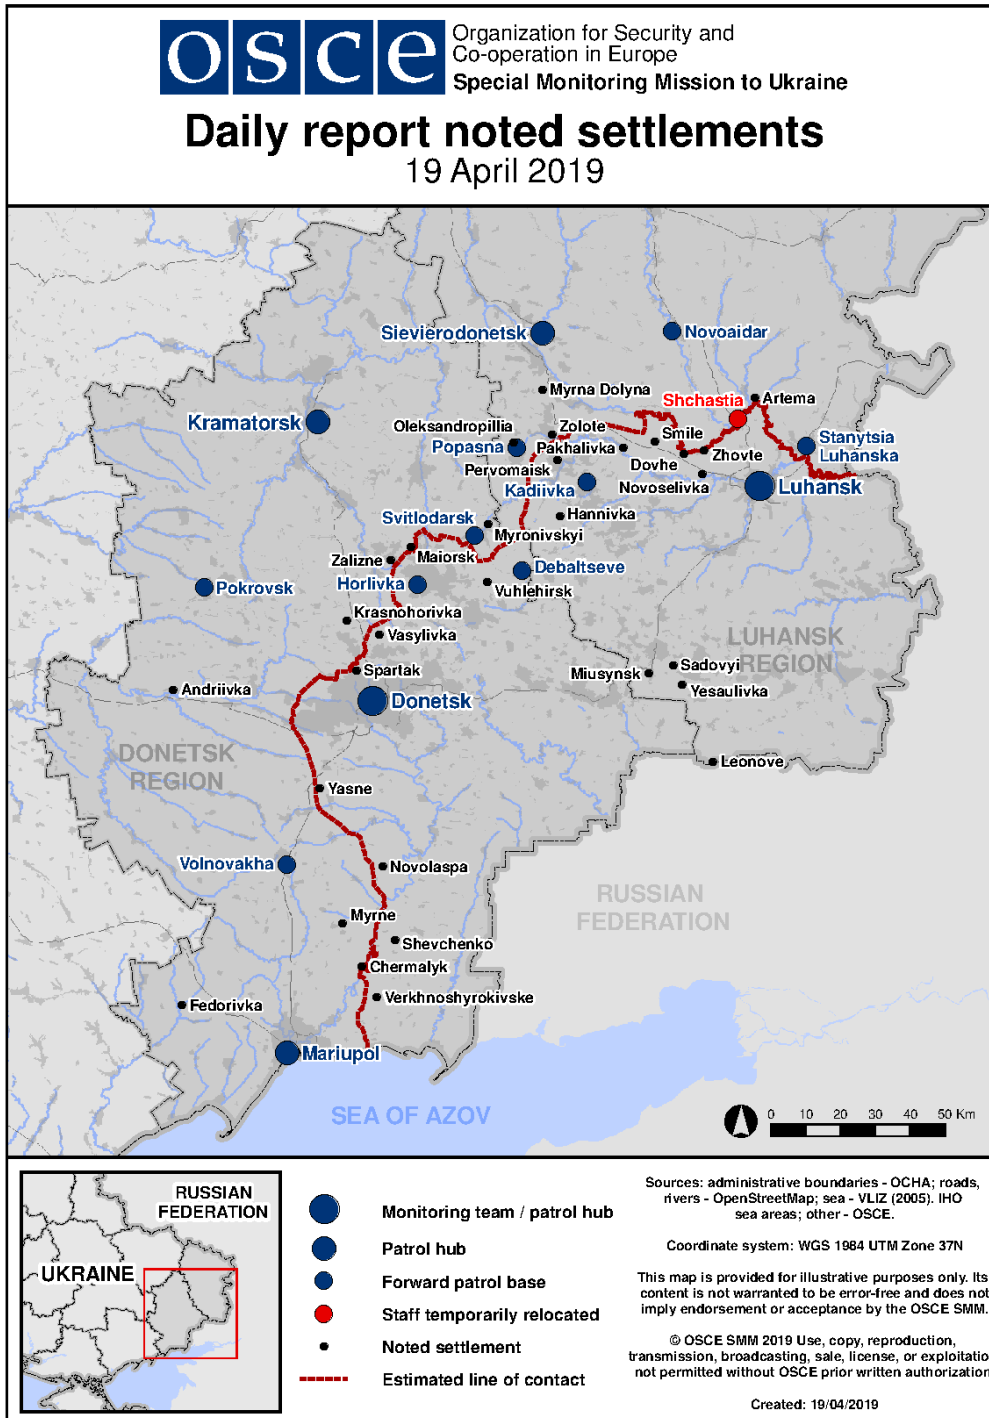 osce
Organization for Security and
Co-operation in Europe
Special Monitoring Mission to Ukraine
Daily report noted settlements
19 April 2019
Sievierodonetsk
Novoaidar
Myrna Dolyna
Shchastia
Artema
Kramatorsk
Oleksandropillia
Zolote
Smile
Stanytsia
Luhanska
Popasna
Pakhalivka
Zhovte
Pervomaisk
Dovhe
Kadiivka
Novoselivka
Luhansk
Svitlodarsk
Hannivka
Myronivskyi
Zalizne
Maiorsk
Debaltseve
Pokrovsk
Horlivka
Vuhlehirsk
Krasnohorivka
Vasylivka
LUHANSK
REGION
Spartak
Miusynsk
Sadovyi
Andriivka
Yesaulivka
Donetsk
DONETSK
REGION
Leonove
Yasne
Volnovakha
Novolaspa
RUSSIAN
FEDERATION
Myrne
Shevchenko
Chermalyk
Fedorivka
Verkhnoshyrokivske
Mariupol
SEA OF AZOV
0 10 20 30 40 50 Km
RUSSIAN
FEDERATION
UKRAINE
Monitoring team / patrol hub
Patrol hub
Forward patrol base
Staff temporarily relocated
Noted settlement
Estimated line of contact
Sources: administrative boundaries - OCHA; roads,
rivers - OpenStreetMap; sea - VLIZ (2005). IHO
sea areas; other - OSCE.
Coordinate system: WGS 1984 UTM Zone 37N
This map is provided for illustrative purposes only. Its
content is not warranted to be error-free and does not
imply endorsement or acceptance by the OSCE SMM.
© OSCE SMM 2019 Use, copy, reproduction,
transmission, broadcasting, sale, license, or exploitatio
not permitted without OSCE prior written authorization
Created: 19/04/2019